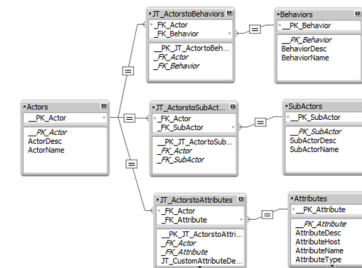 Actors
__PK_Actor
__PK_Actor
ActorDesc
ActorName
JT_ActorstoBehaviors
_FK_Actor
_FK_Behavior
__PK_JT_ActortoBeh...
_FK_Actor
_FK_Behavior
Behaviors
__PK_Behavior
__PK_Behavior
BehaviorDesc
BehaviorName
JT_ActorstoSubAct...
_FK_Actor
_FK_SubActor
__PK_JT_ActortoSub...
_FK_Actor
_FK_SubActor
SubActors
__PK_SubActor
__PK_SubActor
SubActorDesc
SubActorName
JT_ActorstoAttributes
_FK_Actor
_FK_Attribute
__PK_JT_ActorstoAttri...
_FK_Actor
_FK_Attribute
JT_CustomAttributeDe...
Attributes
__PK_Attribute
__PK_Attribute
AttributeDesc
AttributeHost
AttributeName
AttributeType